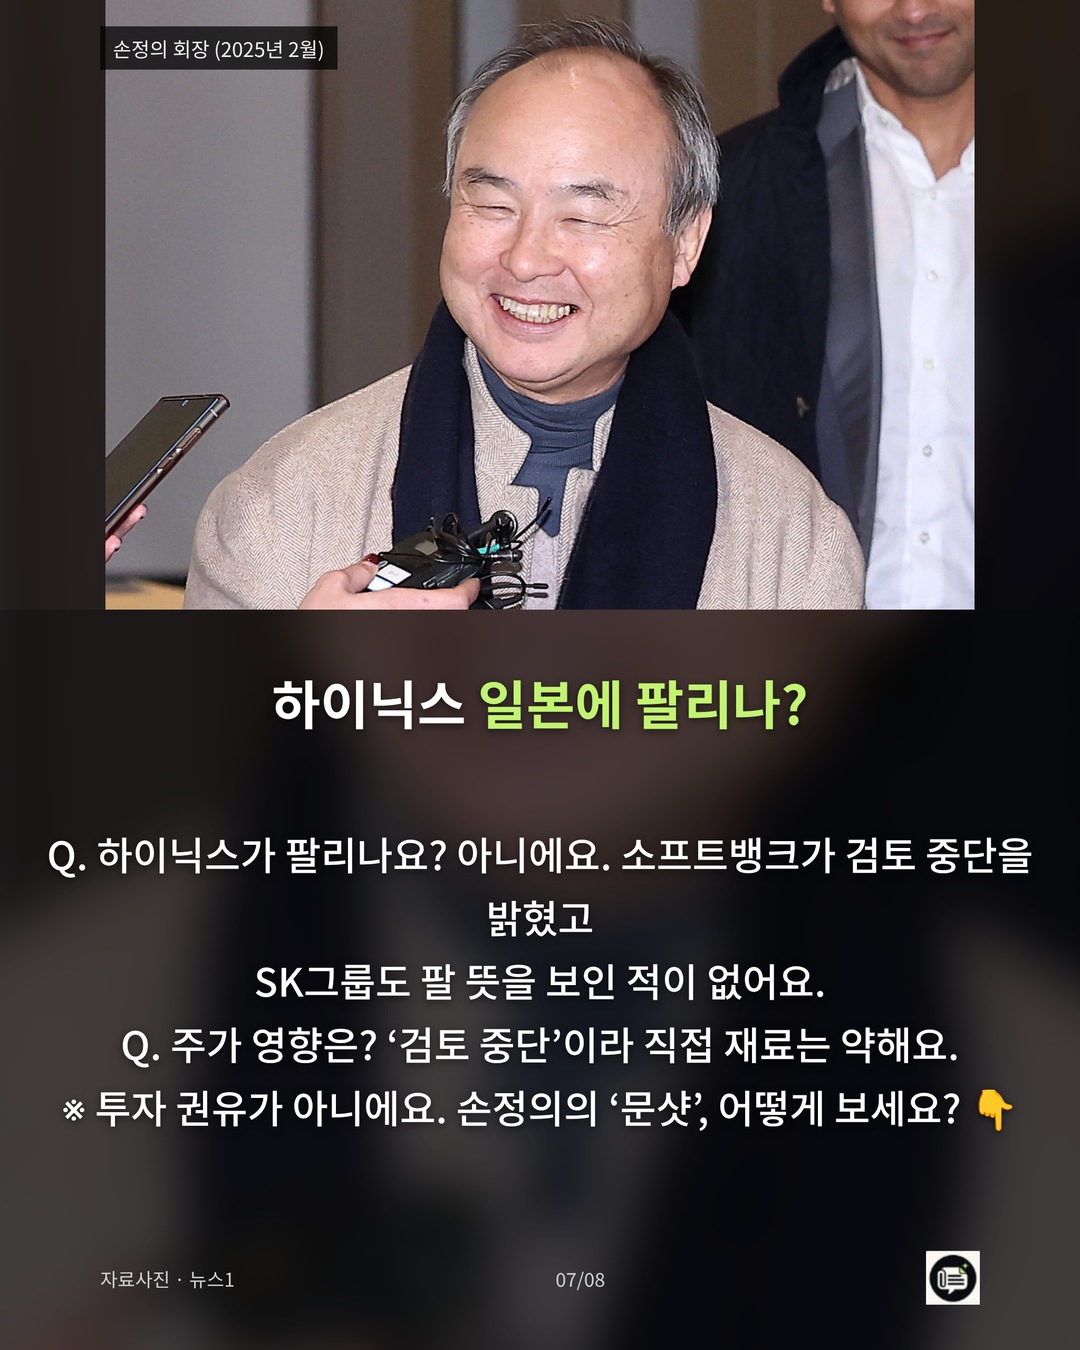 손정의 회장 (2025년 2월)
하이닉스 일본에 팔리나?
Q. 하이닉스가 팔리나요? 아니에요. 소프트뱅크가 검토 중단을
밝혔고
SK그룹도 팔 뜻을 보인 적이 없어요.
Q. 주가 영향은? ‘검토 중단’이라 직접 재료는 약해요.
※ 투자 권유가 아니에요. 손정의의 ‘문샷’, 어떻게 보세요? 👇
자료사진 · 뉴스1
07/08